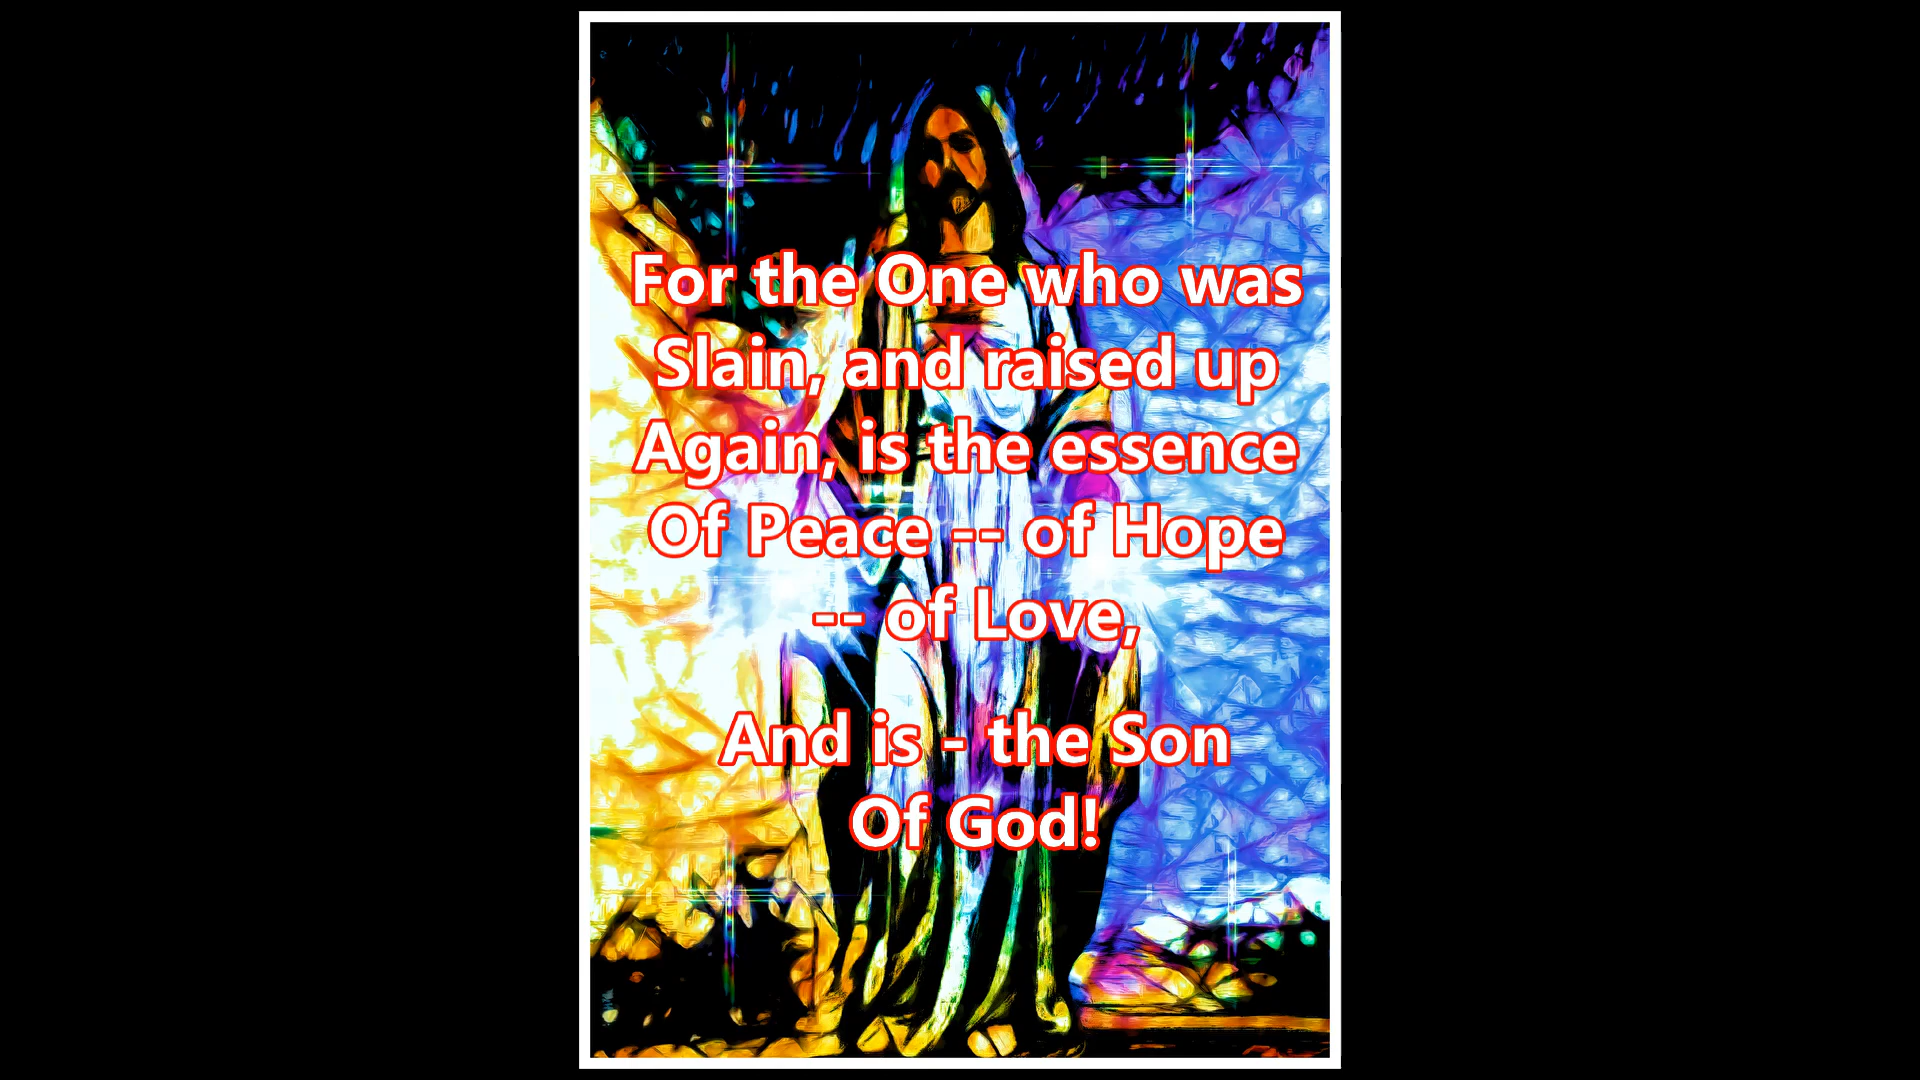 For the One who was
Slain, and raised up
Again, is the essence
Of Peace -- of Hope
-- of Love,
And is - the Son
Of God!